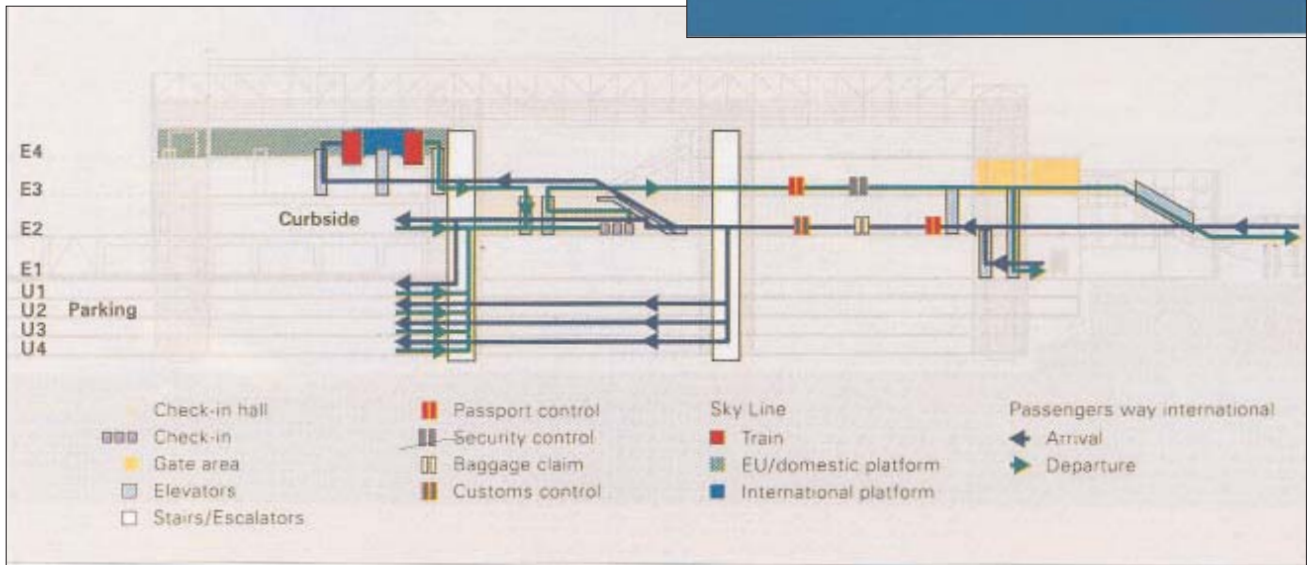 E4
E3
Curbside
E2
E1
U1
U2 Parking
U3
U4
Check-in hall
Check-in
Gate area
Elevators
Stairs/Escalators
Passport control
Security control
Baggage claim
Customs control
Sky Line
Train
EU/domestic platform
International platform
Passengers way international
Arrival
Departure